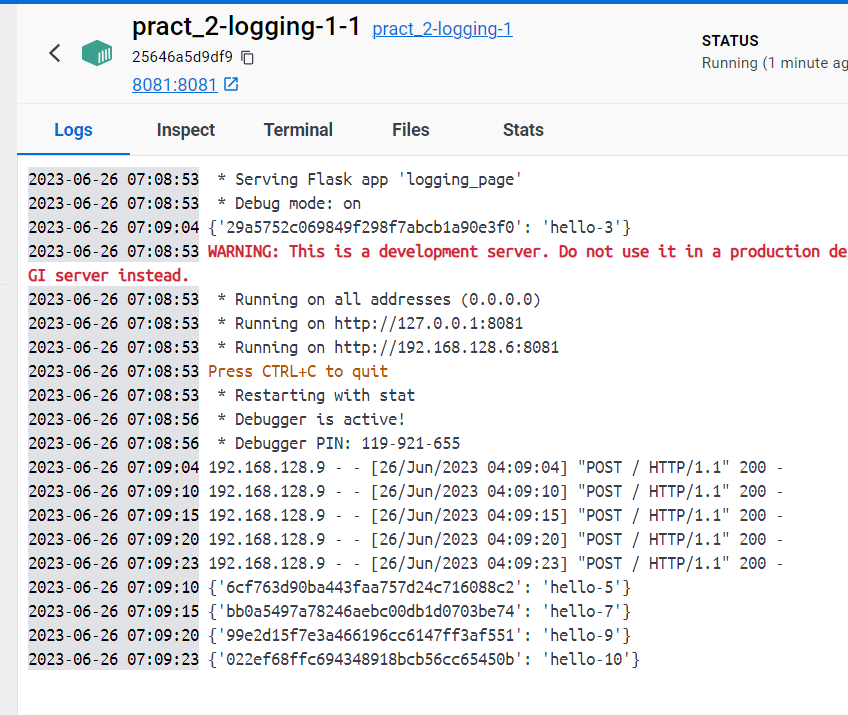 pract_2-logging-1-1 pract_2-logging-1
25646a5d9df9
8081:8081
STATUS
Running (1 minute ag
Logs Inspect Terminal Files Stats
2023-06-26 07:08:53 * Serving Flask app 'logging_page'
2023-06-26 07:08:53 * Debug mode: on
2023-06-26 07:09:04 {'29a5752c069849f298f7abcb1a90e3f0': 'hello-3'}
2023-06-26 07:08:53 WARNING: This is a development server. Do not use it in a production de
GI server instead.
2023-06-26 07:08:53 * Running on all addresses (0.0.0.0)
2023-06-26 07:08:53 * Running on http://127.0.0.1:8081
2023-06-26 07:08:53 * Running on http://192.168.128.6:8081
2023-06-26 07:08:53 Press CTRL+C to quit
2023-06-26 07:08:53 * Restarting with stat
2023-06-26 07:08:56 * Debugger is active!
2023-06-26 07:08:56 * Debugger PIN: 119-921-655
2023-06-26 07:09:04 192.168.128.9 - - [26/Jun/2023 04:09:04] "POST / HTTP/1.1" 200 -
2023-06-26 07:09:10 192.168.128.9 - - [26/Jun/2023 04:09:10] "POST / HTTP/1.1" 200 -
2023-06-26 07:09:15 192.168.128.9 - - [26/Jun/2023 04:09:15] "POST / HTTP/1.1" 200 -
2023-06-26 07:09:20 192.168.128.9 - - [26/Jun/2023 04:09:20] "POST / HTTP/1.1" 200 -
2023-06-26 07:09:23 192.168.128.9 - - [26/Jun/2023 04:09:23] "POST / HTTP/1.1" 200 -
2023-06-26 07:09:10 {'6cf763d90ba443faa757d24c716088c2': 'hello-5'}
2023-06-26 07:09:15 {'bb0a5497a78246aebc00db1d0703be74': 'hello-7'}
2023-06-26 07:09:20 {'99e2d15f7e3a466196cc6147ff3af551': 'hello-9'}
2023-06-26 07:09:23 {'022ef68ffc694348918bcb56cc65450b': 'hello-10'}